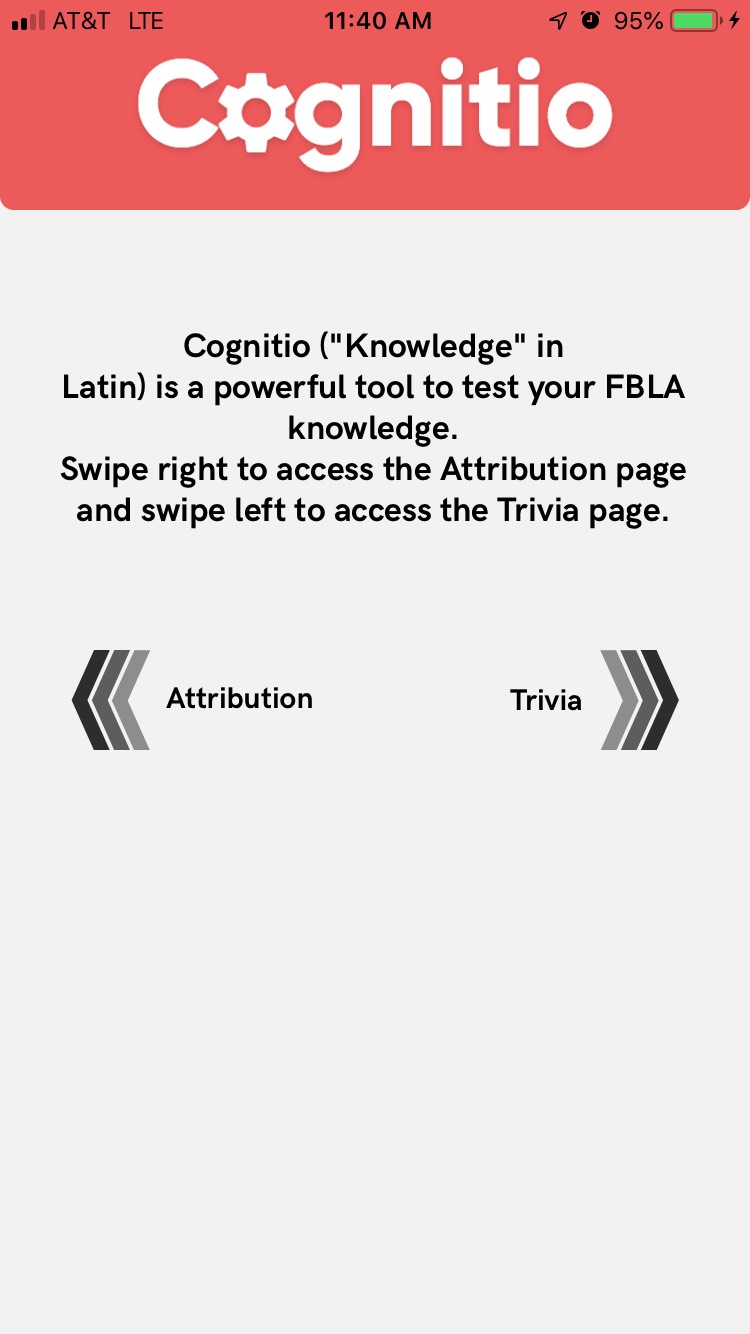 AT&T LTE 11:40 AM 95%
Cognitio
Cognitio ("Knowledge" in
Latin) is a powerful tool to test your FBLA
knowledge.
Swipe right to access the Attribution page
and swipe left to access the Trivia page.
Attribution Trivia